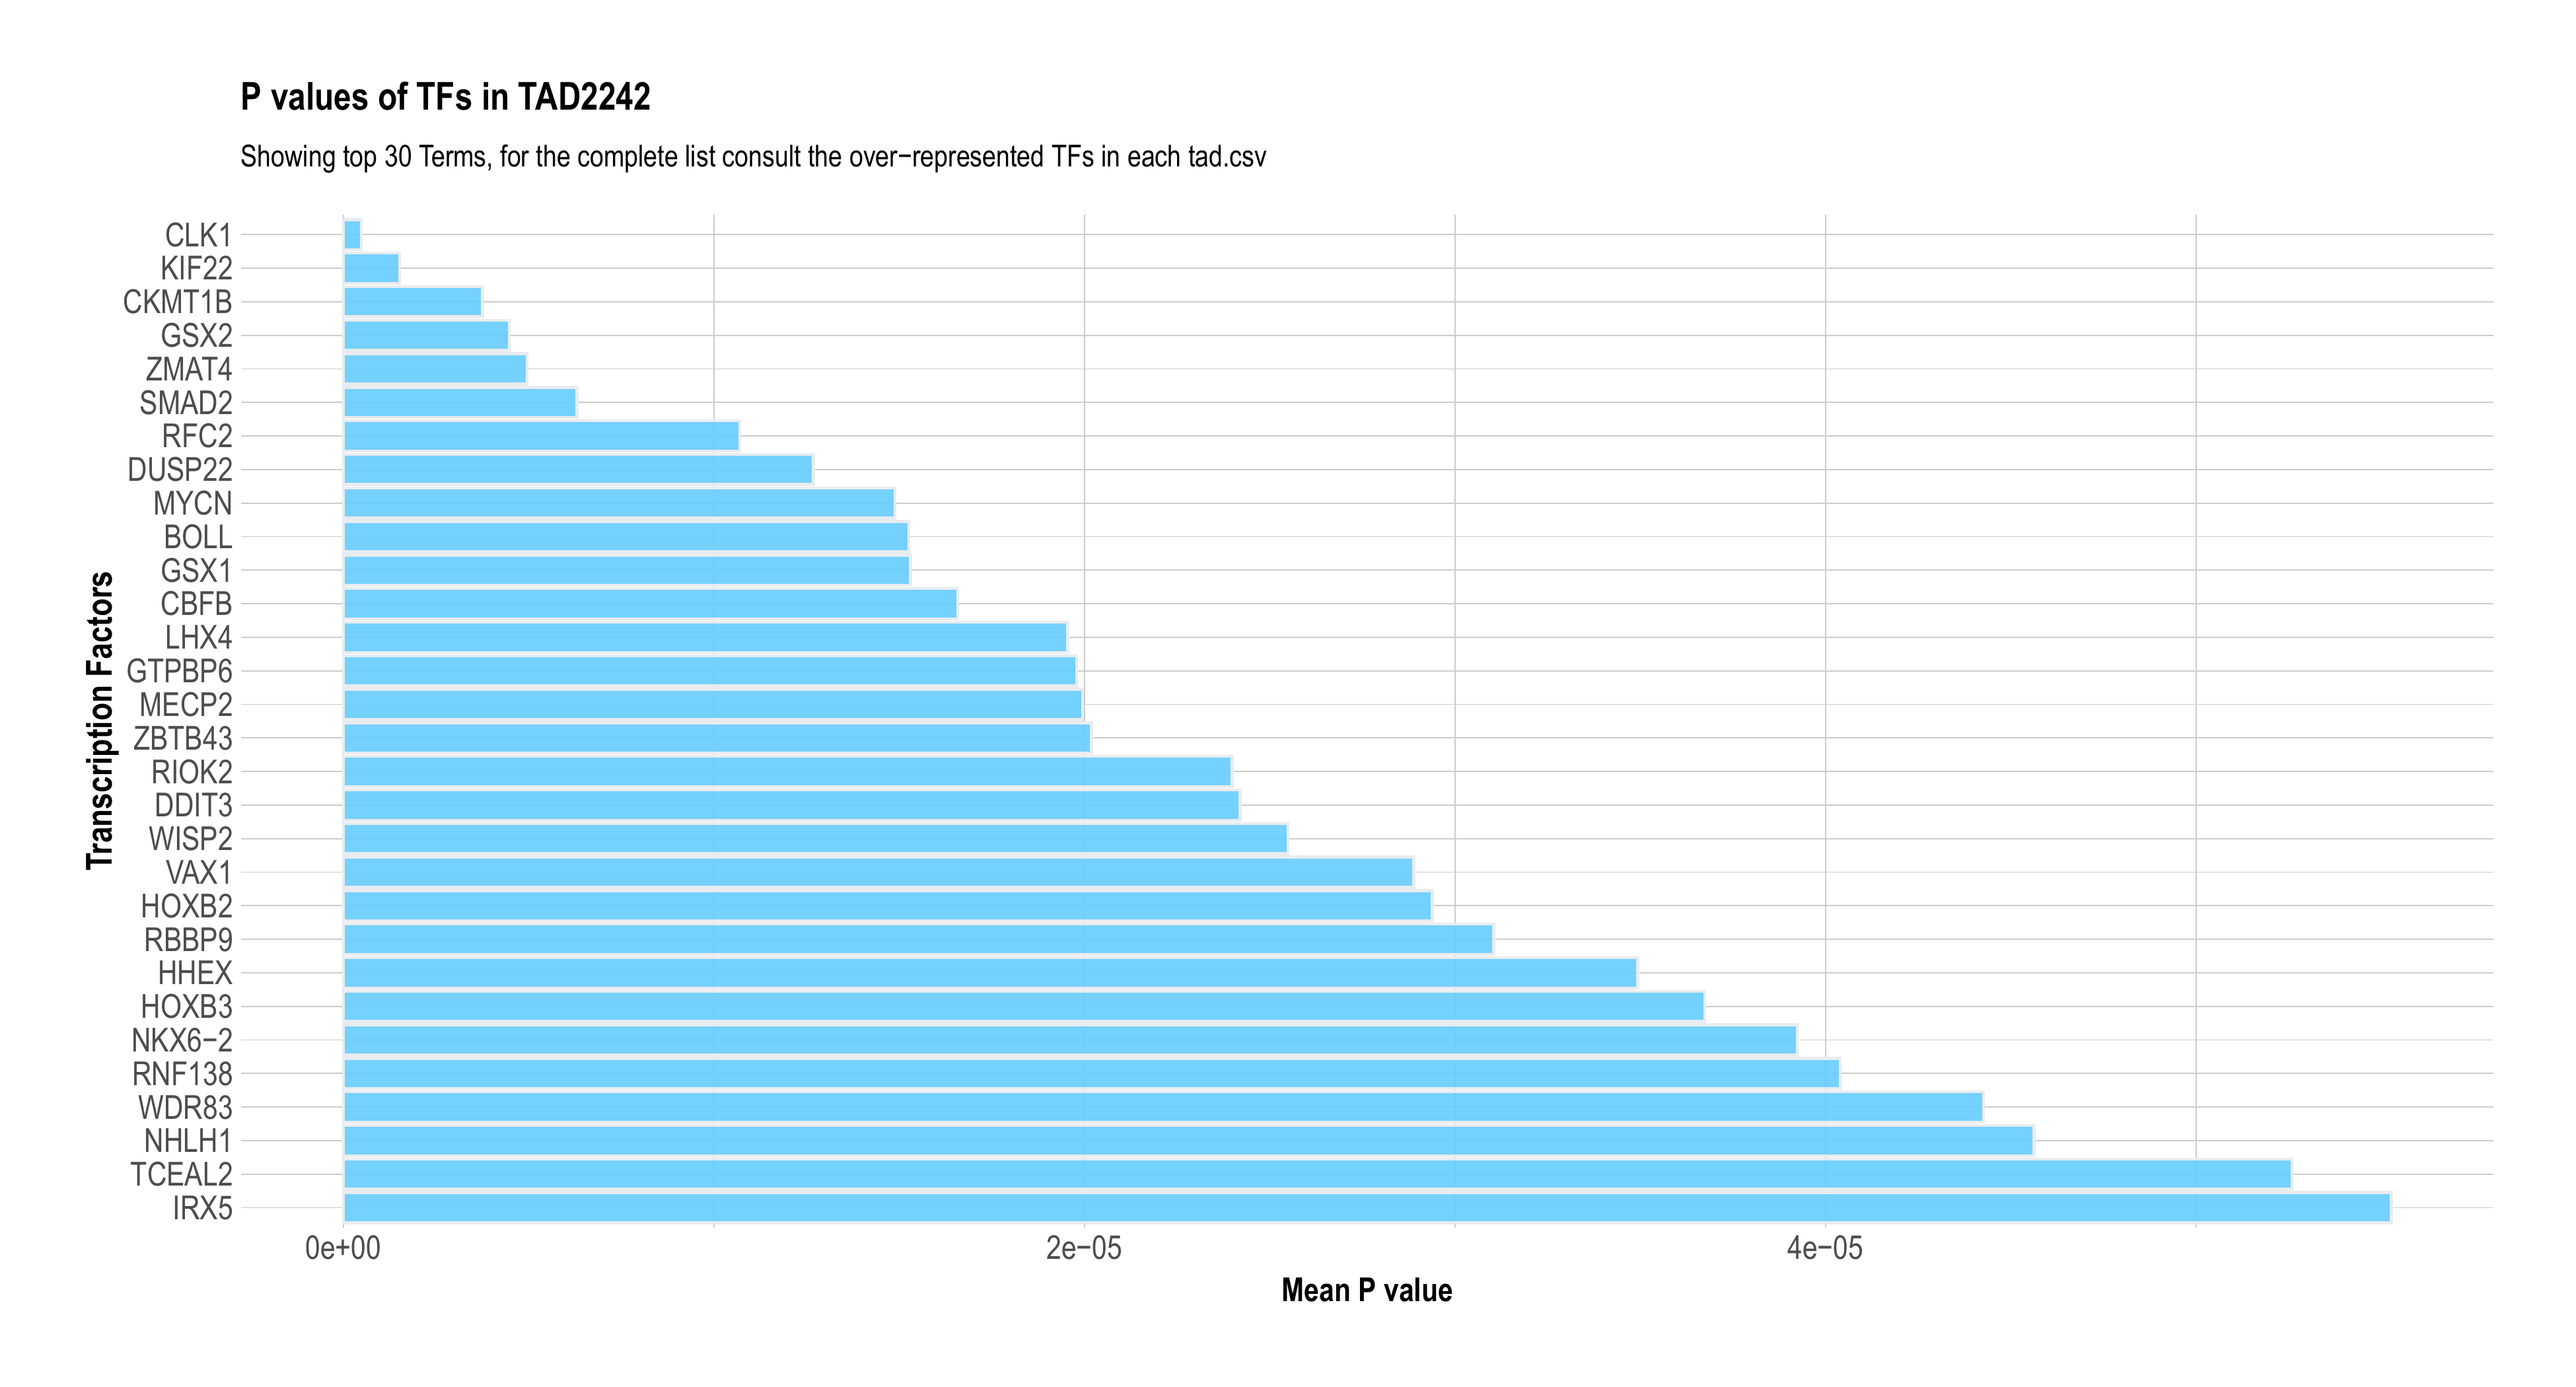 P values of TFs in TAD2242
Showing top 30 Terms, for the complete list consult the over−represented TFs in each tad.csv
Transcription Factors
CLK1
KIF22
CKMT1B
GSX2
ZMAT4
SMAD2
RFC2
DUSP22
MYCN
BOLL
GSX1
CBFB
LHX4
GTPBP6
MECP2
ZBTB43
RIOK2
DDIT3
WISP2
VAX1
HOXB2
RBBP9
HHEX
HOXB3
NKX6−2
RNF138
WDR83
NHLH1
TCEAL2
IRX5
0e+00 2e−05 4e−05
Mean P value